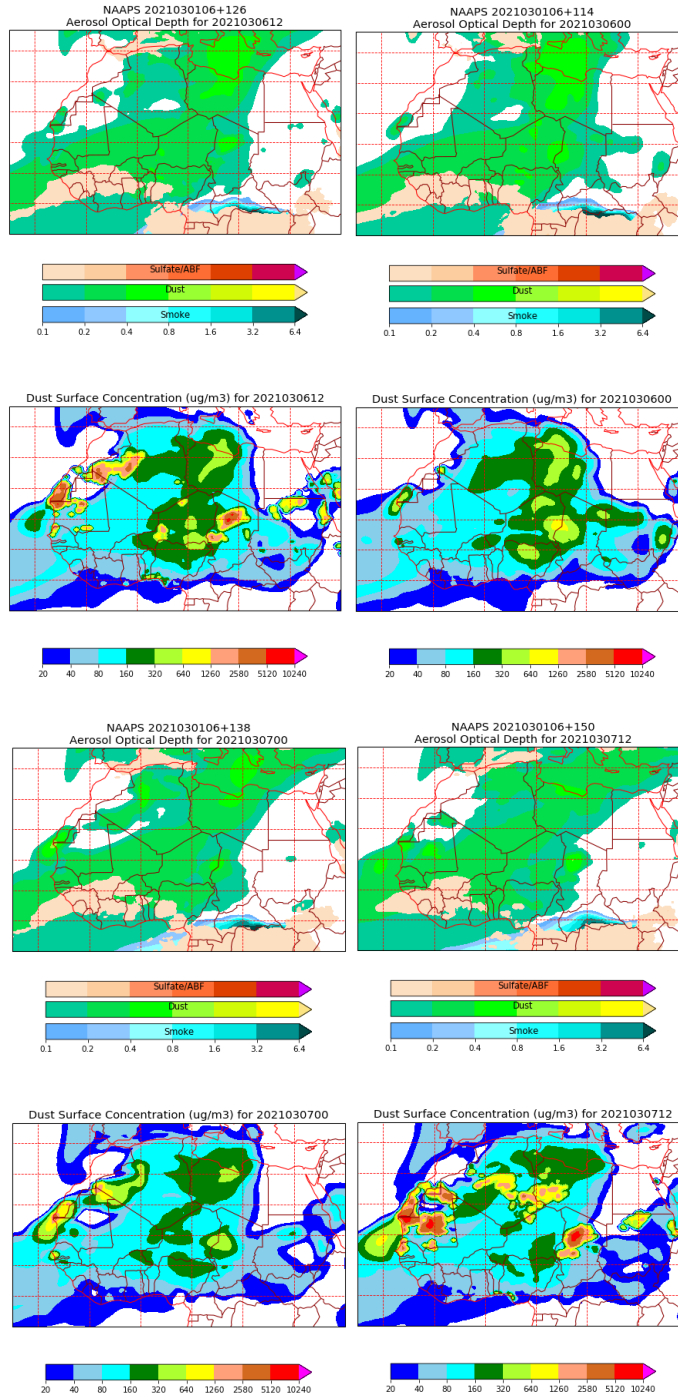 NAAPS 2021030106+126
Aerosol Optical Depth for 2021030612
NAAPS 2021030106+114
Aerosol Optical Depth for 2021030600
Sulfate/ABF
Dust
Smoke
0.1 0.2 0.4 0.8 1.6 3.2 6.4
Sulfate/ABF
Dust
Smoke
0.1 0.2 0.4 0.8 1.6 3.2 6.4
Dust Surface Concentration (ug/m3) for 2021030612
Dust Surface Concentration (ug/m3) for 2021030600
20 40 80 160 320 640 1260 2560 5120 10240
20 40 80 160 320 640 1260 2560 5120 10240
NAAPS 2021030106+138
Aerosol Optical Depth for 2021030700
NAAPS 2021030106+150
Aerosol Optical Depth for 2021030712
Sulfate/ABF
Dust
Smoke
0.1 0.2 0.4 0.8 1.6 3.2 6.4
Sulfate/ABF
Dust
Smoke
0.1 0.2 0.4 0.8 1.6 3.2 6.4
Dust Surface Concentration (ug/m3) for 2021030700
Dust Surface Concentration (ug/m3) for 2021030712
20 40 80 160 320 640 1260 2560 5120 10240
20 40 80 160 320 640 1260 2560 5120 10240